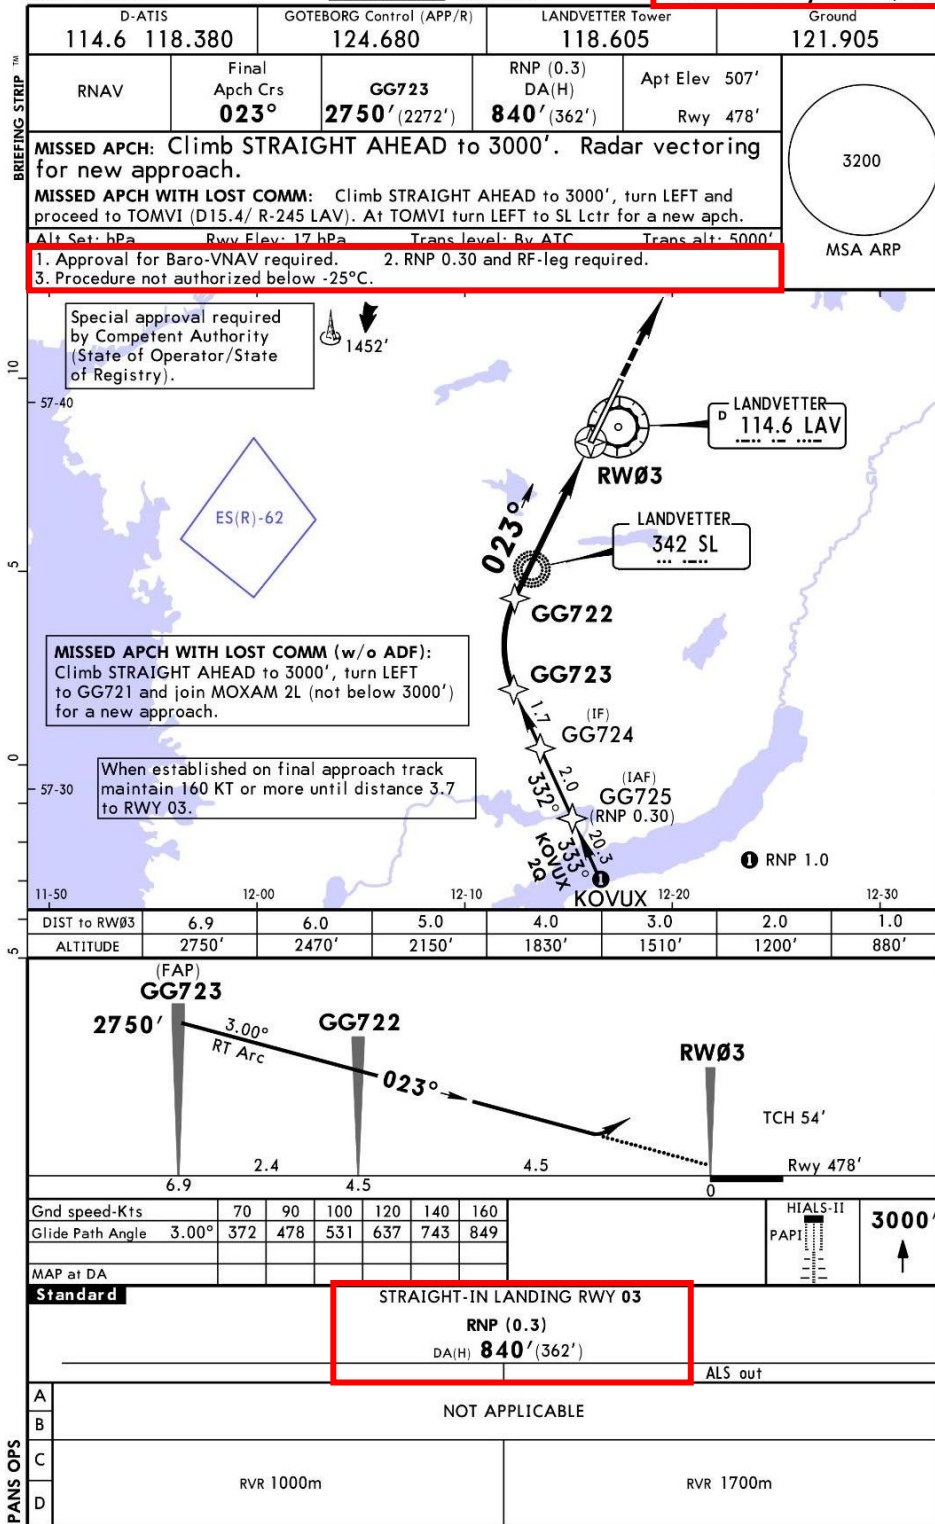 D-ATIS
114.6 118.380
GOTEBORG Control (APP/R)
124.680
LANDVETTER Tower
118.605
Ground
121.905
BRIEFING STRIP TM
RNAV
Final
Apch Crs
023°
GG723
2750'(2272')
RNP (0.3)
DA(H)
840'(362')
Apt Elev 507'
Rwy 478'
MISSED APCH: Climb STRAIGHT AHEAD to 3000'. Radar vectoring
for new approach.
MISSED APCH WITH LOST COMM: Climb STRAIGHT AHEAD to 3000', turn LEFT and
proceed to TOMVI (D15.4/ R-245 LAV). At TOMVI turn LEFT to SL Lctr for a new apch.
Alt Set: hPa Rwy Elev: 17 hPa Trans level: By ATC Trans alt: 5000'
1. Approval for Baro-VNAV required. 2. RNP 0.30 and RF-leg required.
3. Procedure not authorized below -25°C.
3200
MSA ARP
Special approval required
by Competent Authority
(State of Operator/State
of Registry).
1452'
10
57-40
LANDVETTER
D 114.6 LAV
RWØ3
ES(R)-62
023°
LANDVETTER
342 SL
5
GG722
MISSED APCH WITH LOST COMM (w/o ADF):
Climb STRAIGHT AHEAD to 3000', turn LEFT
to GG721 and join MOXAM 2L (not below 3000')
for a new approach.
GG723
1.7
(IF)
GG724
0
When established on final approach track
maintain 160 KT or more until distance 3.7
to RWY 03.
57-30
2.0
332°
(IAF)
GG725
(RNP 0.30)
20.3
333°
KOVUX
2Q
1 RNP 1.0
1
KOVUX
11-50 12-00 12-10 12-20 12-30
DIST to RWØ3 6.9 6.0 5.0 4.0 3.0 2.0 1.0
ALTITUDE 2750' 2470' 2150' 1830' 1510' 1200' 880'
5
(FAP)
GG723
2750'
3.00°
RT Arc
GG722
023°
RWØ3
TCH 54'
Rwy 478'
2.4 4.5
6.9 4.5 0
Gnd speed-Kts 70 90 100 120 140 160
Glide Path Angle 3.00° 372 478 531 637 743 849
MAP at DA
HIALS-II
PAPI
3000'
Standard
STRAIGHT-IN LANDING RWY 03
RNP (0.3)
DA(H) 840'(362')
ALS out
PANS OPS
A
B
NOT APPLICABLE
C
D
RVR 1000m
RVR 1700m